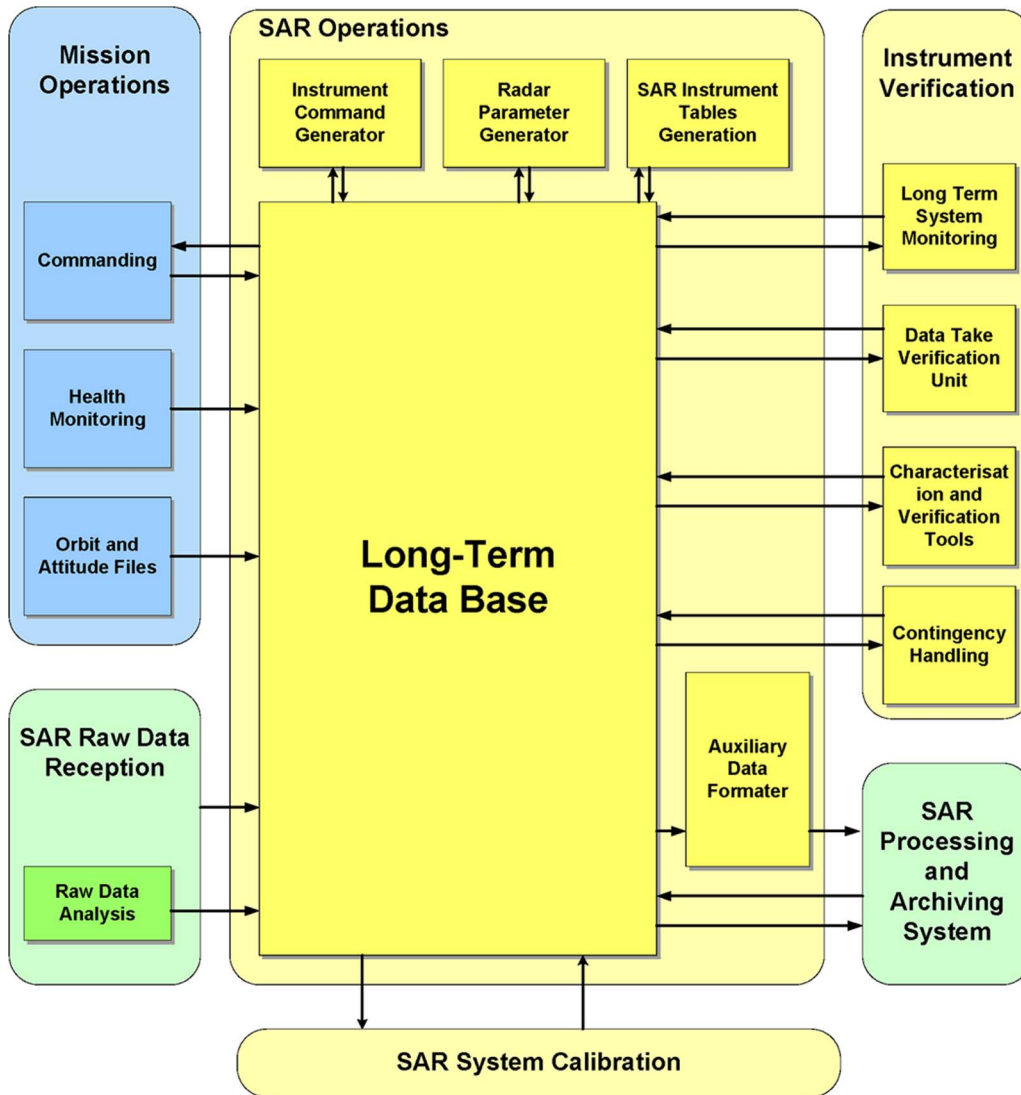 Mission
Operations
Commanding
Health
Monitoring
Orbit and
Attitude Files
SAR Raw Data
Reception
Raw Data
Analysis
SAR Operations
Instrument
Command
Generator
Radar
Parameter
Generator
SAR Instrument
Tables
Generation
Long-Term
Data Base
Auxiliary
Data
Formater
Instrument
Verification
Long Term
System
Monitoring
Data Take
Verification
Unit
Characterisat
ion and
Verification
Tools
Contingency
Handling
SAR
Processing
and
Archiving
System
SAR System Calibration